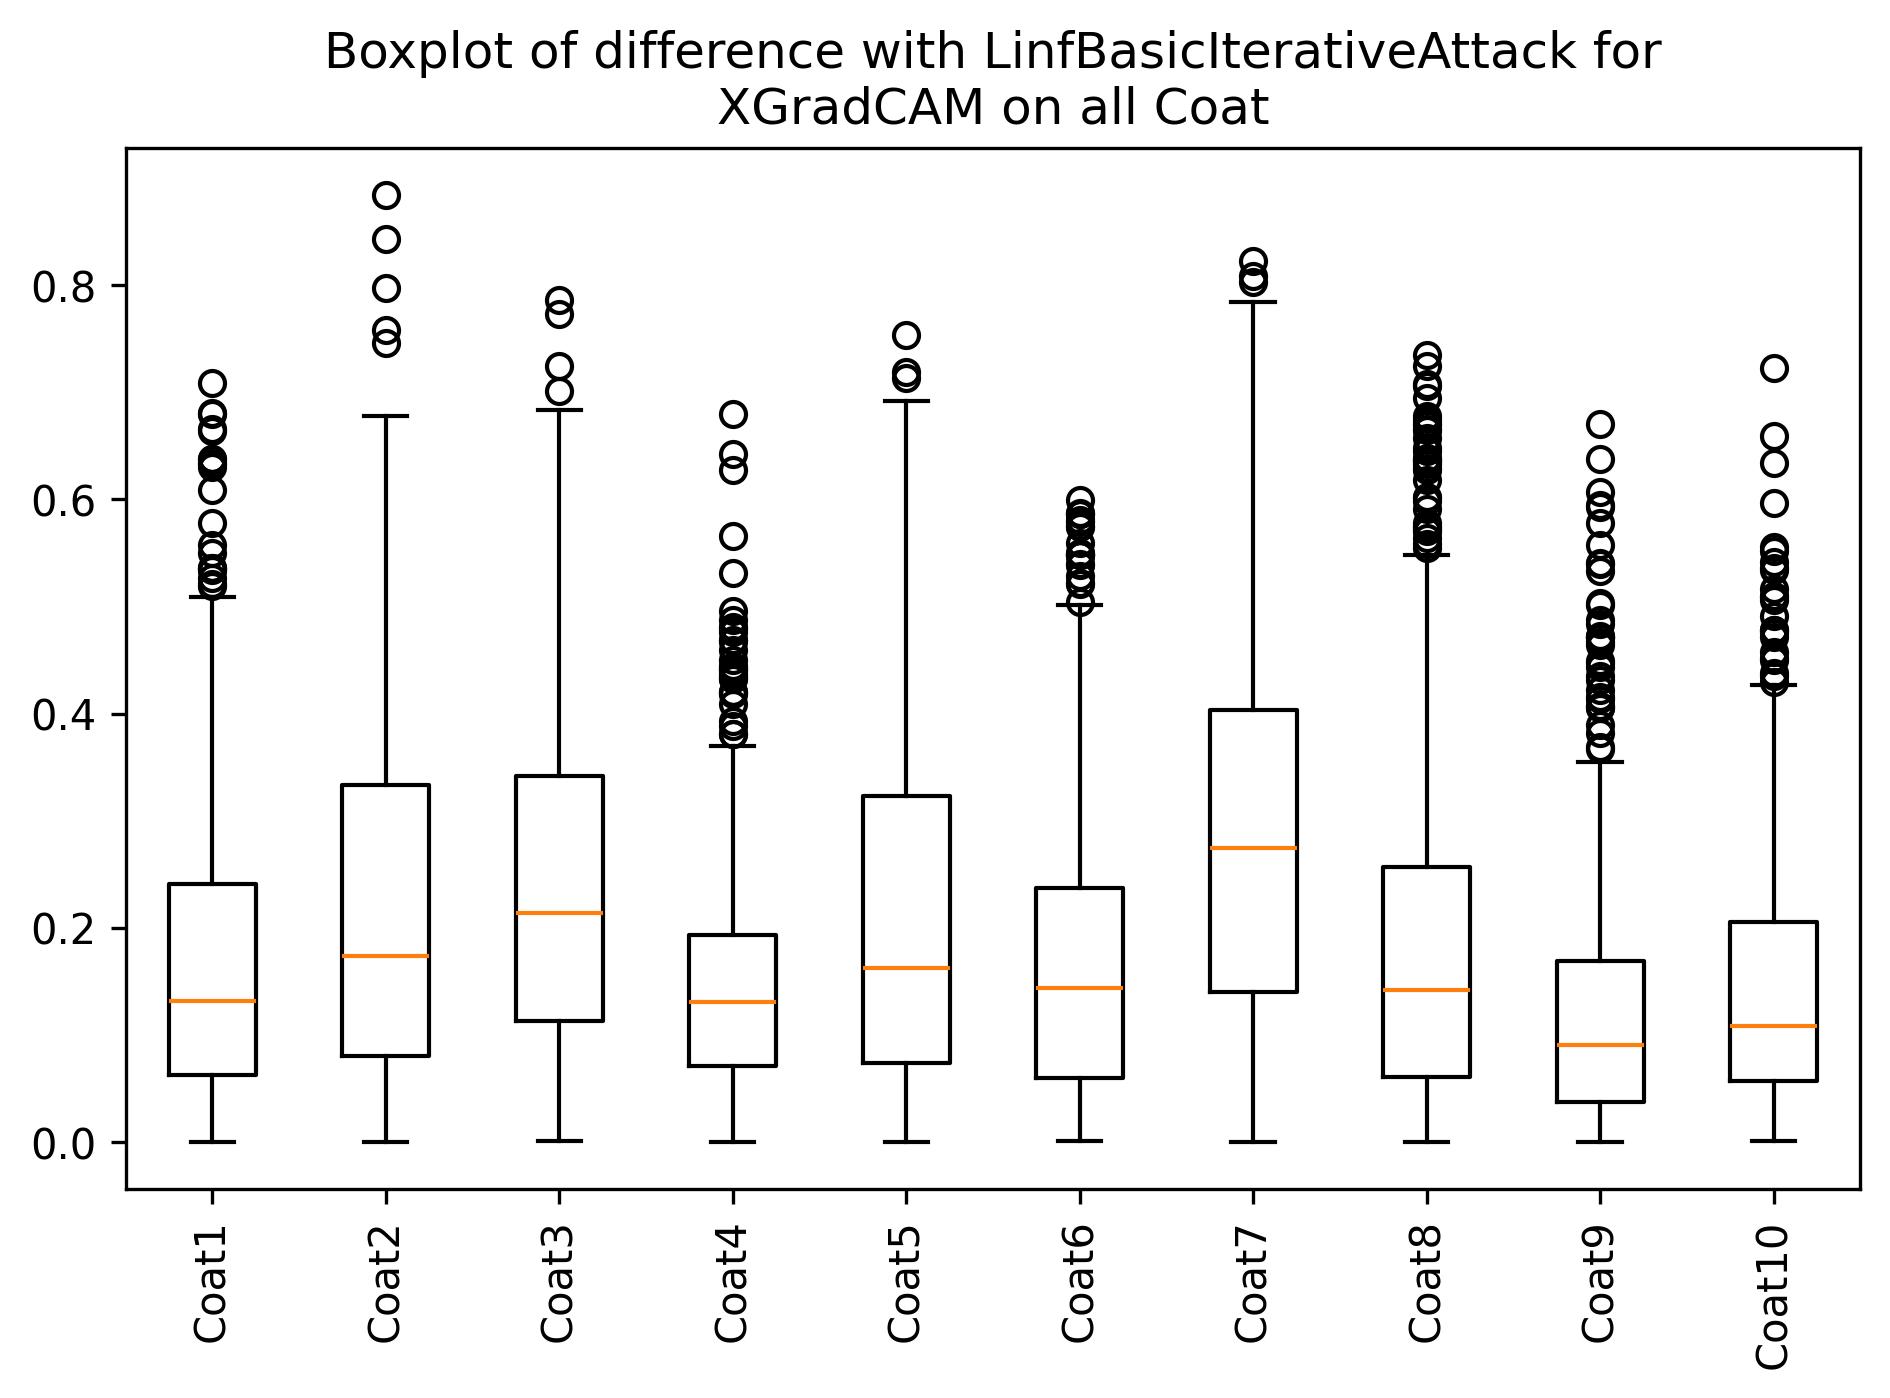 Boxplot of difference with LinfBasicIterativeAttack for
XGradCAM on all Coat
0.8
0.6
0.4
0.2
0.0
Coat1
Coat2
Coat3
Coat4
Coat5
Coat6
Coat7
Coat8
Coat9
Coat10